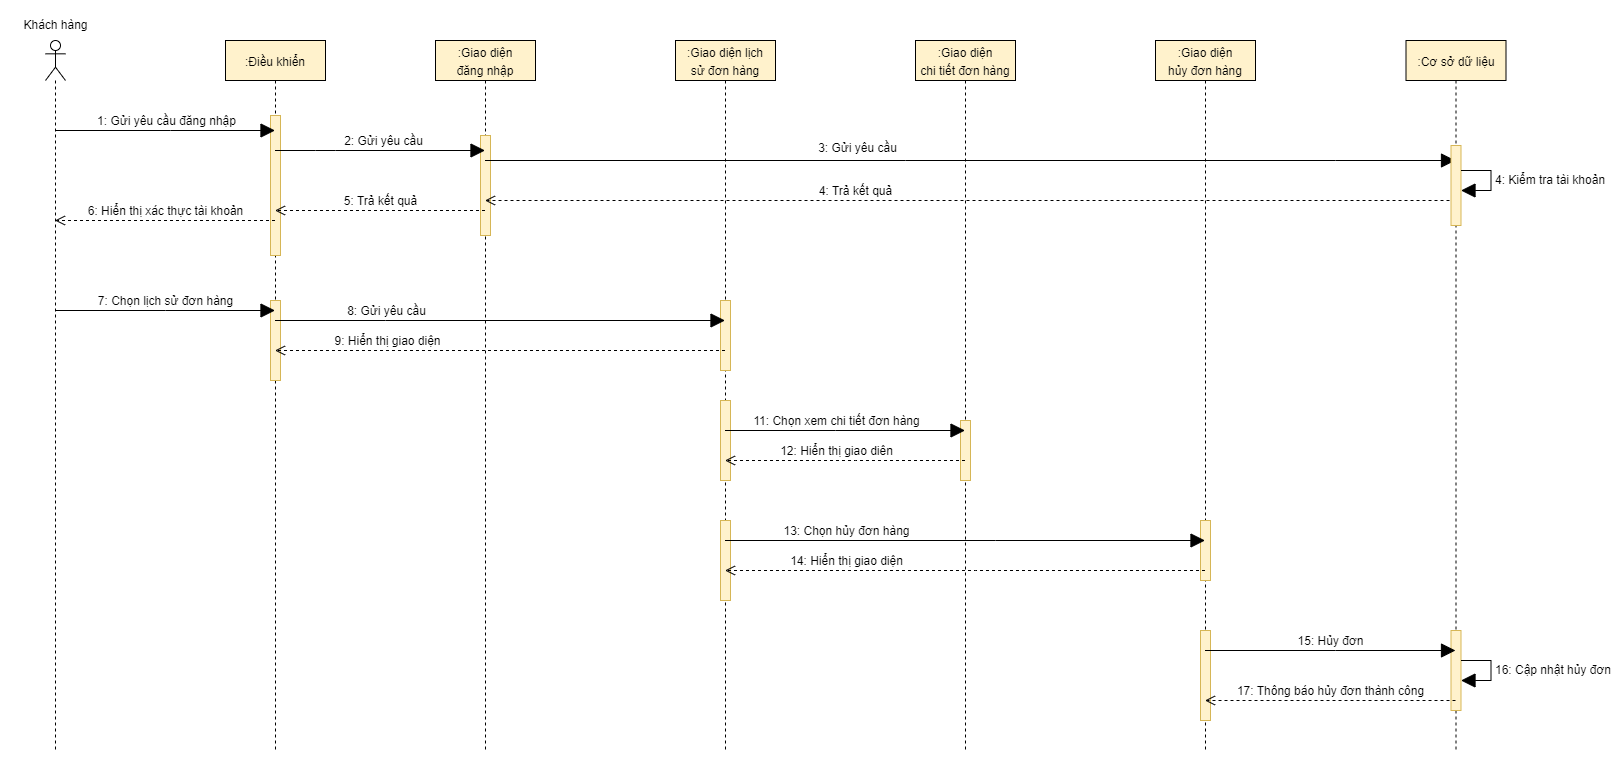 Khách hàng
:Điều khiển
:Giao diện
đăng nhập
:Giao diện lịch
sử đơn hàng
:Giao diện
chi tiết đơn hàng
:Giao diện
hủy đơn hàng
:Cơ sở dữ liệu
1: Gửi yêu cầu đăng nhập
2: Gửi yêu cầu
3: Gửi yêu cầu
4: Kiểm tra tài khoản
4: Trả kết quả
5: Trả kết quả
6: Hiển thị xác thực tài khoản
7: Chọn lịch sử đơn hàng
8: Gửi yêu cầu
9: Hiển thị giao diện
11: Chọn xem chi tiết đơn hàng
12: Hiển thị giao diên
13: Chọn hủy đơn hàng
14: Hiển thị giao diện
15: Hủy đơn
16: Cập nhật hủy đơn
17: Thông báo hủy đơn thành công